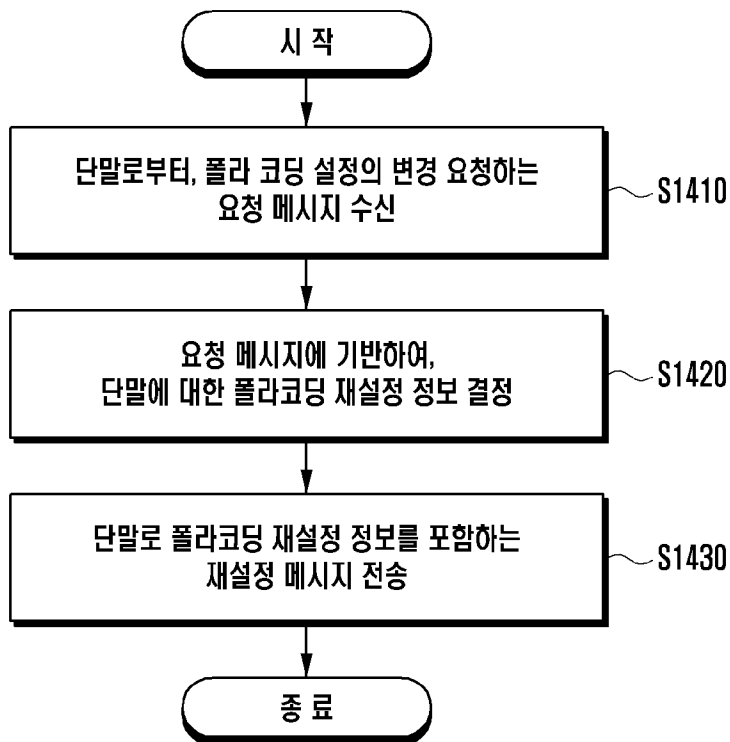 시 작
단말로부터, 폴라 코딩 설정의 변경 요청하는
요청 메시지 수신
S1410
요청 메시지에 기반하여,
단말에 대한 폴라코딩 재설정 정보 결정
S1420
단말로 폴라코딩 재설정 정보를 포함하는
재설정 메시지 전송
S1430
종 료